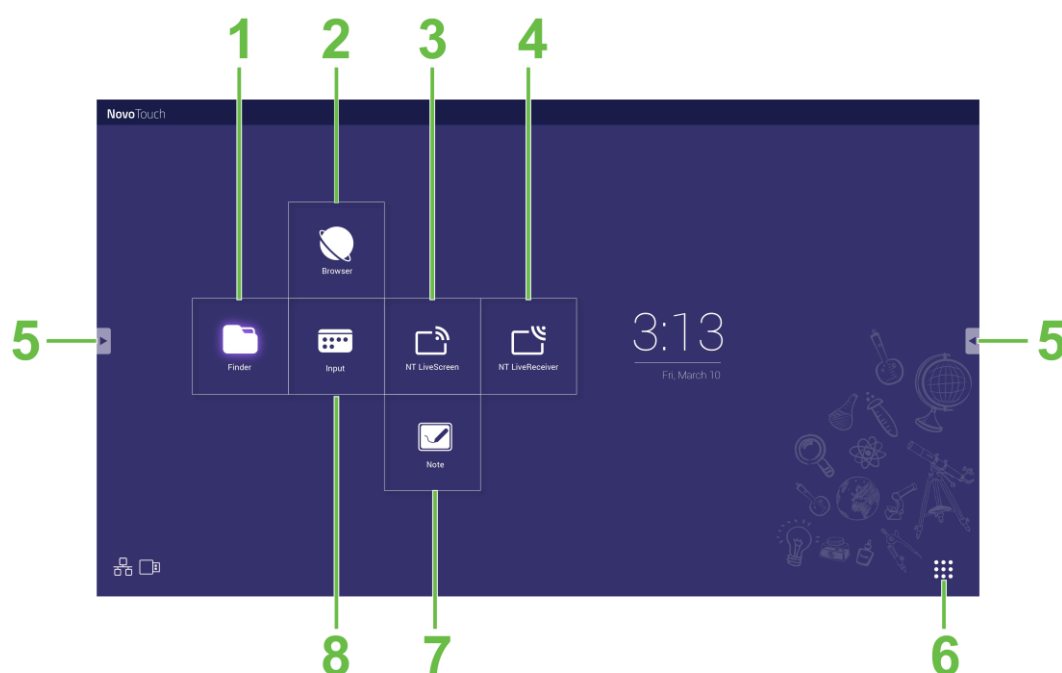 1 2 3 4
NovoTouch
Browser
5 5
3:13
Finder Input NT LiveScreen NT LiveReceiver
Fri, March 10
Note
8 7 6